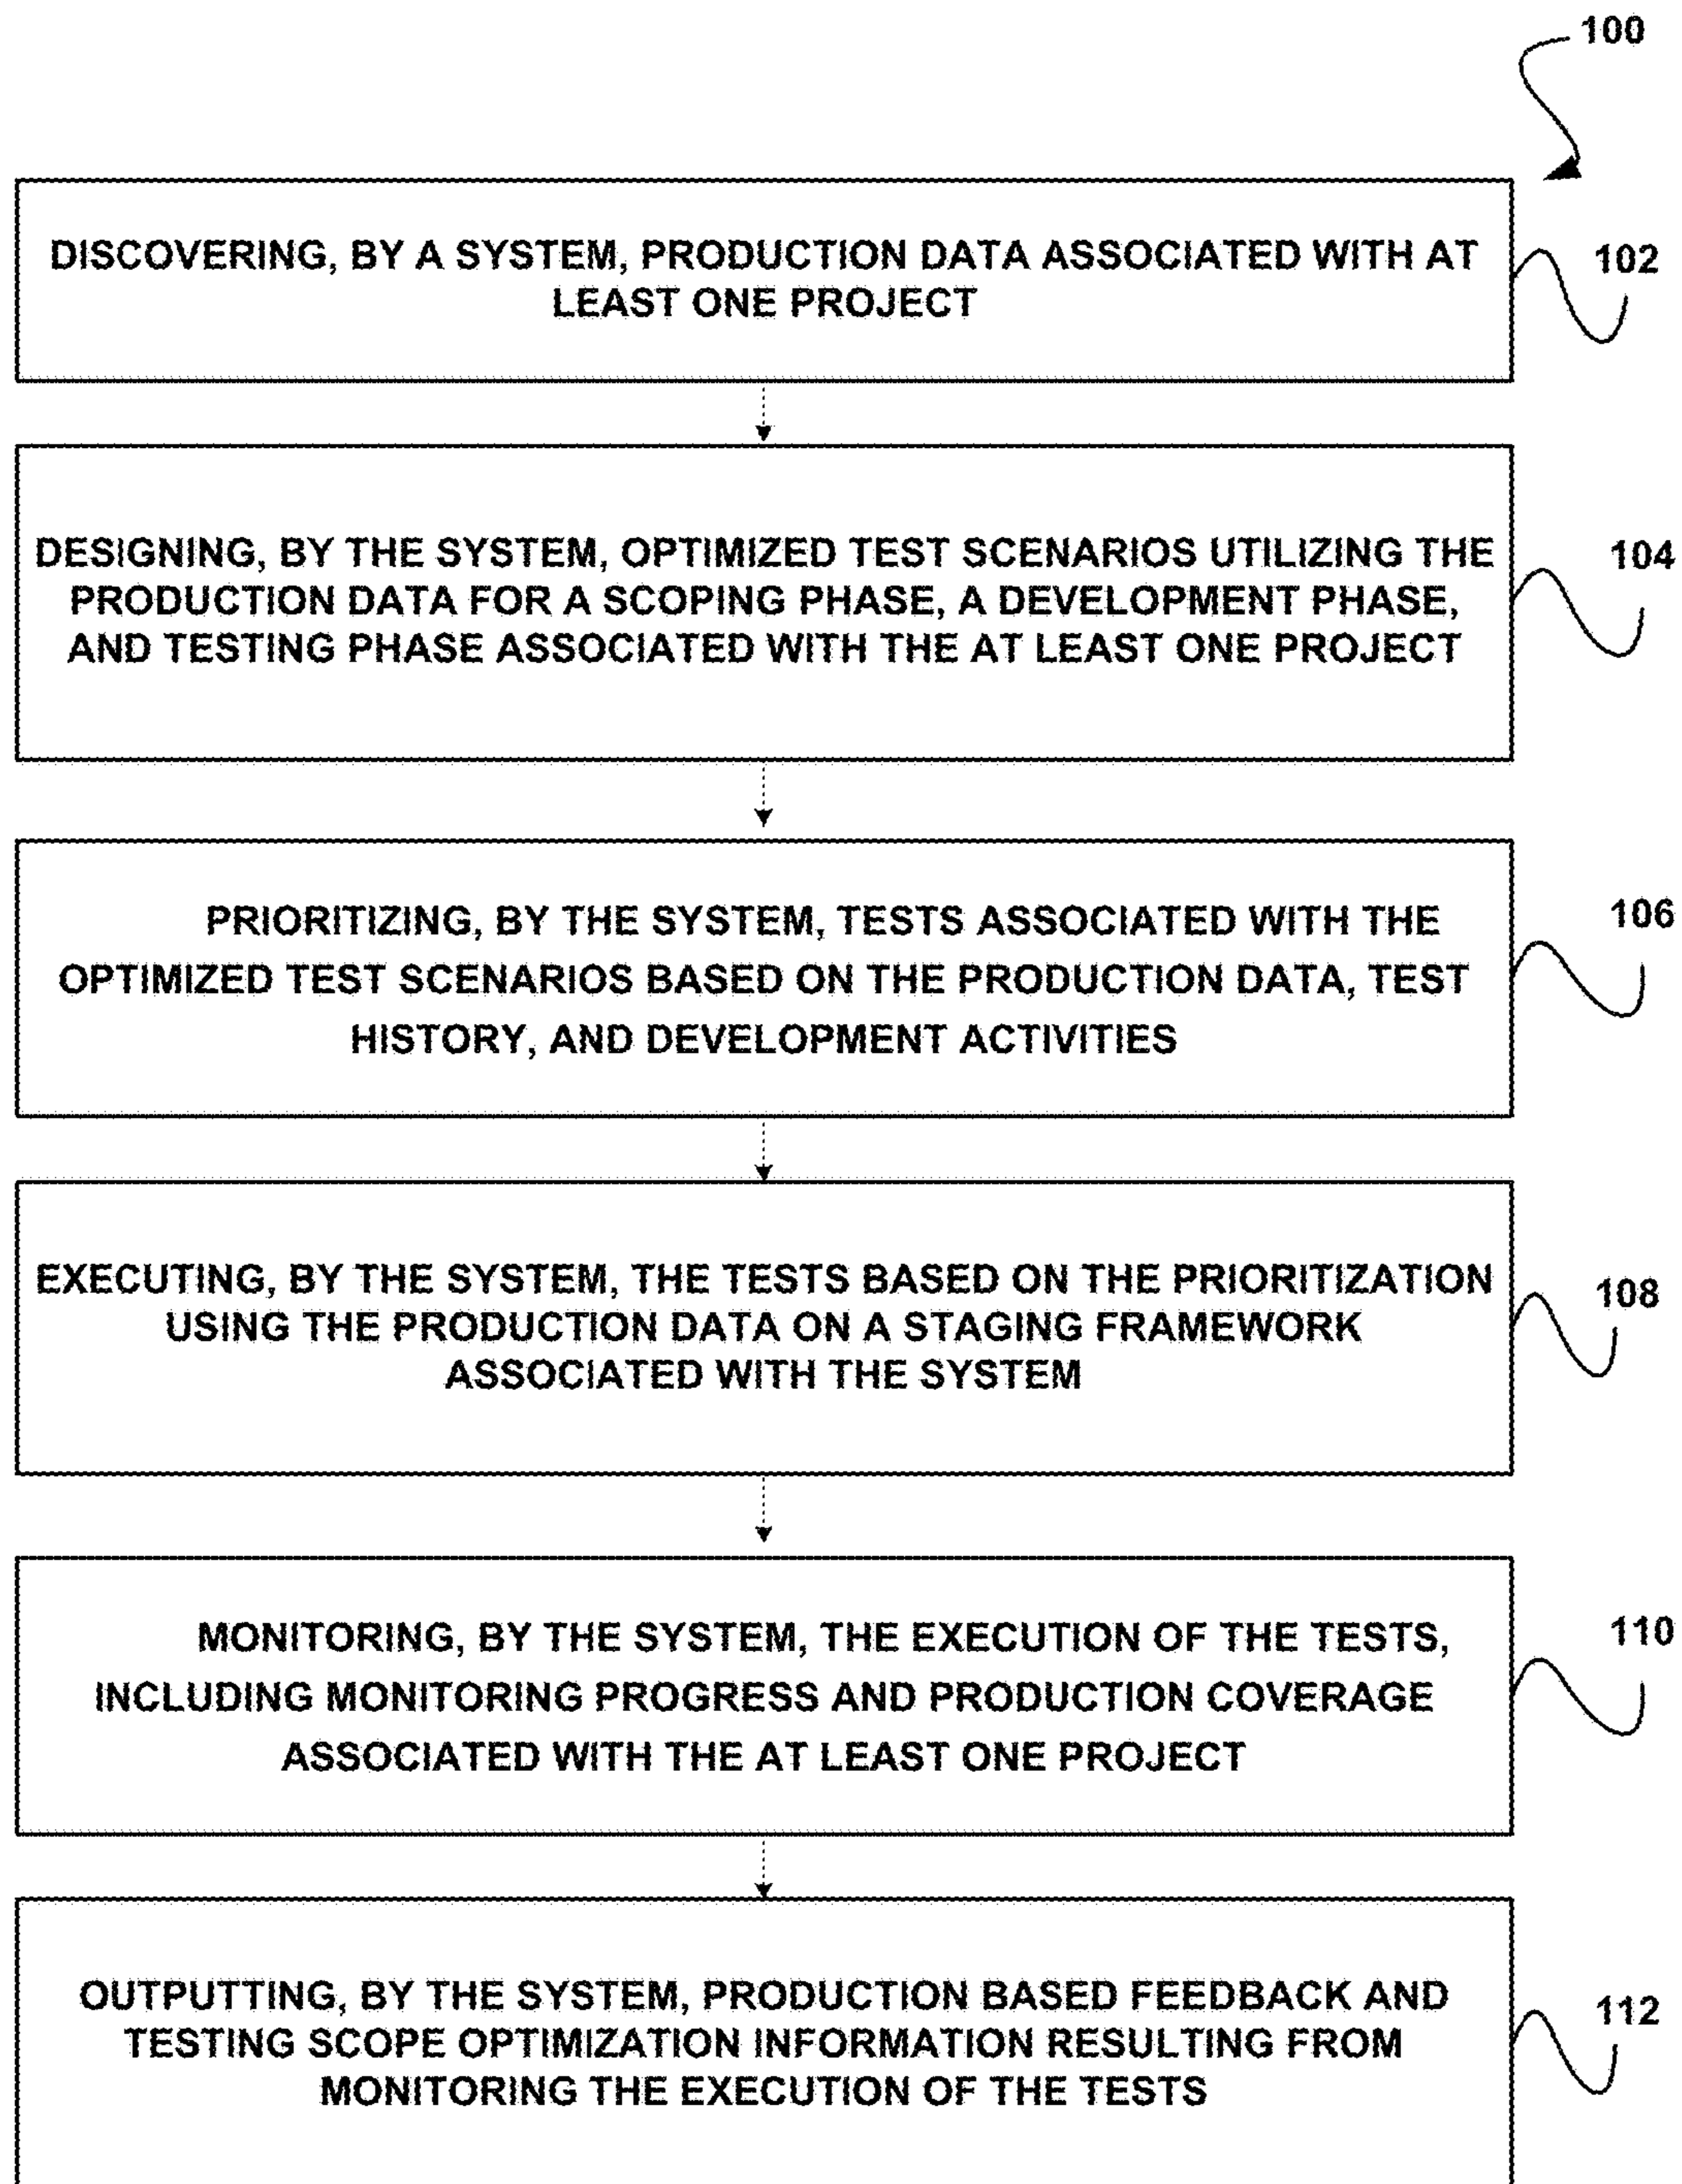 100
DISCOVERING, BY A SYSTEM, PRODUCTION DATA ASSOCIATED WITH AT
LEAST ONE PROJECT
102
DESIGNING, BY THE SYSTEM, OPTIMIZED TEST SCENARIOS UTILIZING THE
PRODUCTION DATA FOR A SCOPING PHASE, A DEVELOPMENT PHASE,
AND TESTING PHASE ASSOCIATED WITH THE AT LEAST ONE PROJECT
104
PRIORITIZING, BY THE SYSTEM, TESTS ASSOCIATED WITH THE
OPTIMIZED TEST SCENARIOS BASED ON THE PRODUCTION DATA, TEST
HISTORY, AND DEVELOPMENT ACTIVITIES
106
EXECUTING, BY THE SYSTEM, THE TESTS BASED ON THE PRIORITIZATION
USING THE PRODUCTION DATA ON A STAGING FRAMEWORK
ASSOCIATED WITH THE SYSTEM
108
MONITORING, BY THE SYSTEM, THE EXECUTION OF THE TESTS,
INCLUDING MONITORING PROGRESS AND PRODUCTION COVERAGE
ASSOCIATED WITH THE AT LEAST ONE PROJECT
110
OUTPUTTING, BY THE SYSTEM, PRODUCTION BASED FEEDBACK AND
TESTING SCOPE OPTIMIZATION INFORMATION RESULTING FROM
MONITORING THE EXECUTION OF THE TESTS
112